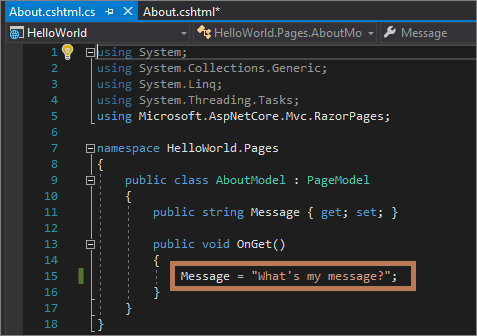 About.cshtml.cs About.cshtml*
HelloWorld HelloWorld.Pages.AboutMo Message
1 using System;
2 using System.Collections.Generic;
3 using System.Linq;
4 using System.Threading.Tasks;
5 using Microsoft.AspNetCore.Mvc.RazorPages;
6
7 namespace HelloWorld.Pages
8 {
9 public class AboutModel : PageModel
10 {
11 public string Message { get; set; }
12
13 public void OnGet()
14 {
15 Message = "What's my message?";
16 }
17 }
18 }